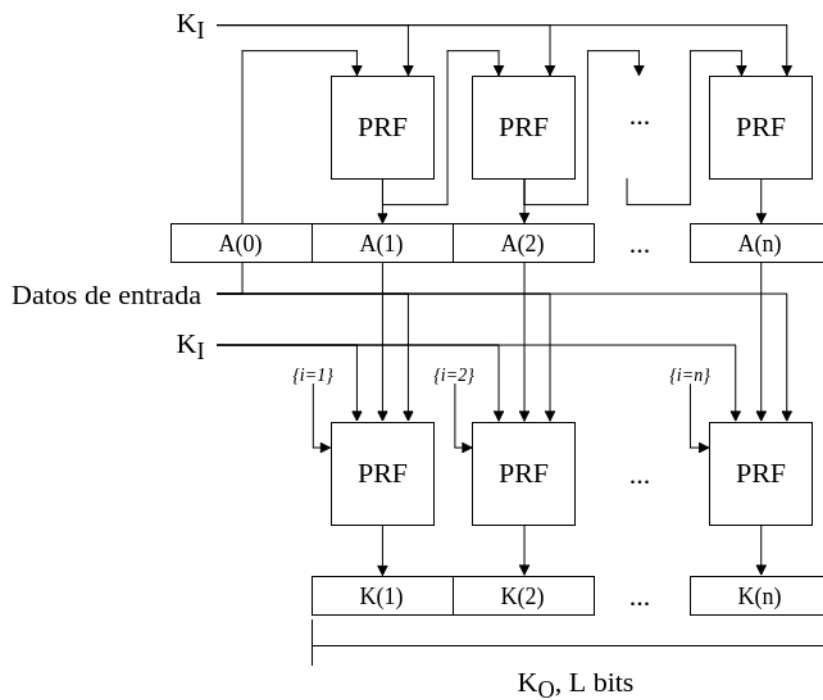 K_I
PRF PRF ... PRF
A(0) A(1) A(2) ... A(n)
Datos de entrada
K_I
{i=1} {i=2} {i=n}
PRF PRF ... PRF
K(1) K(2) ... K(n)
K_O, L bits